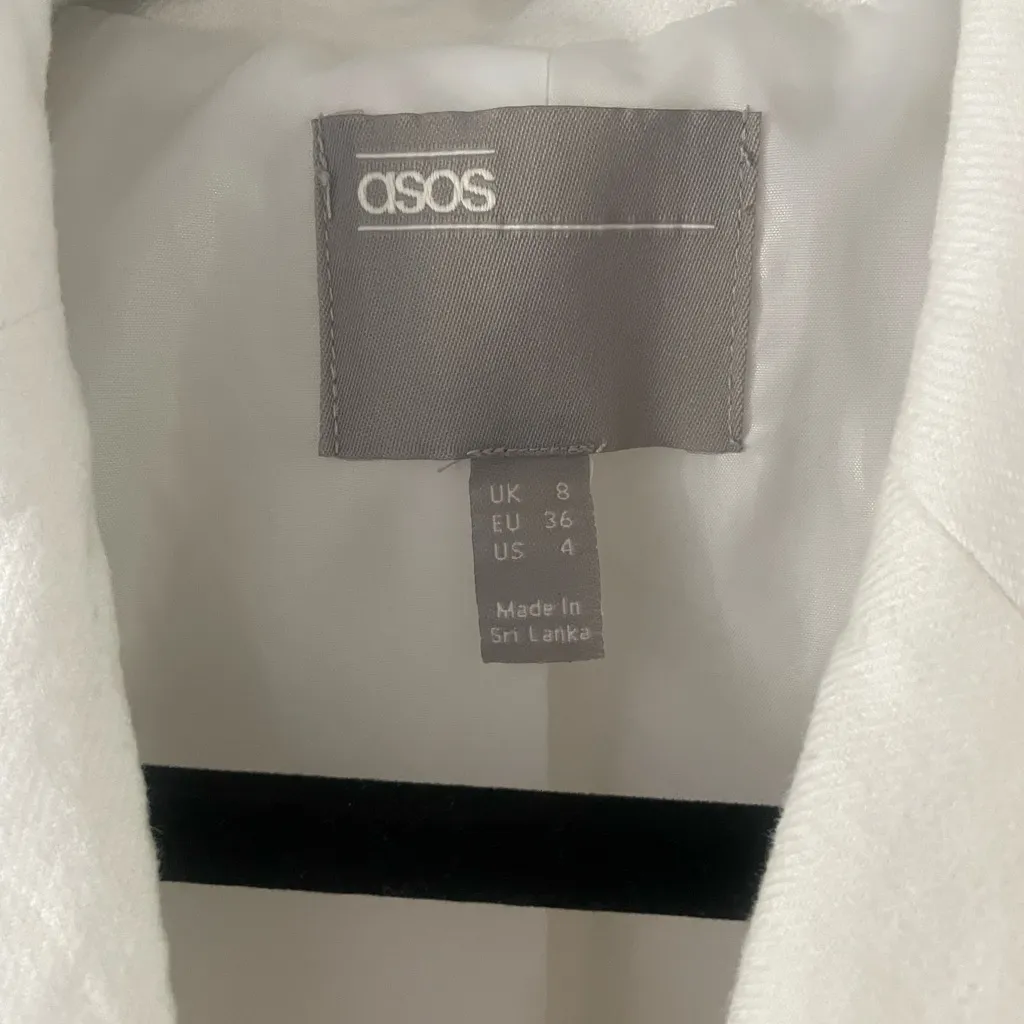 asos
UK 8
EU 36
US 4
Made In
Sri Lanka